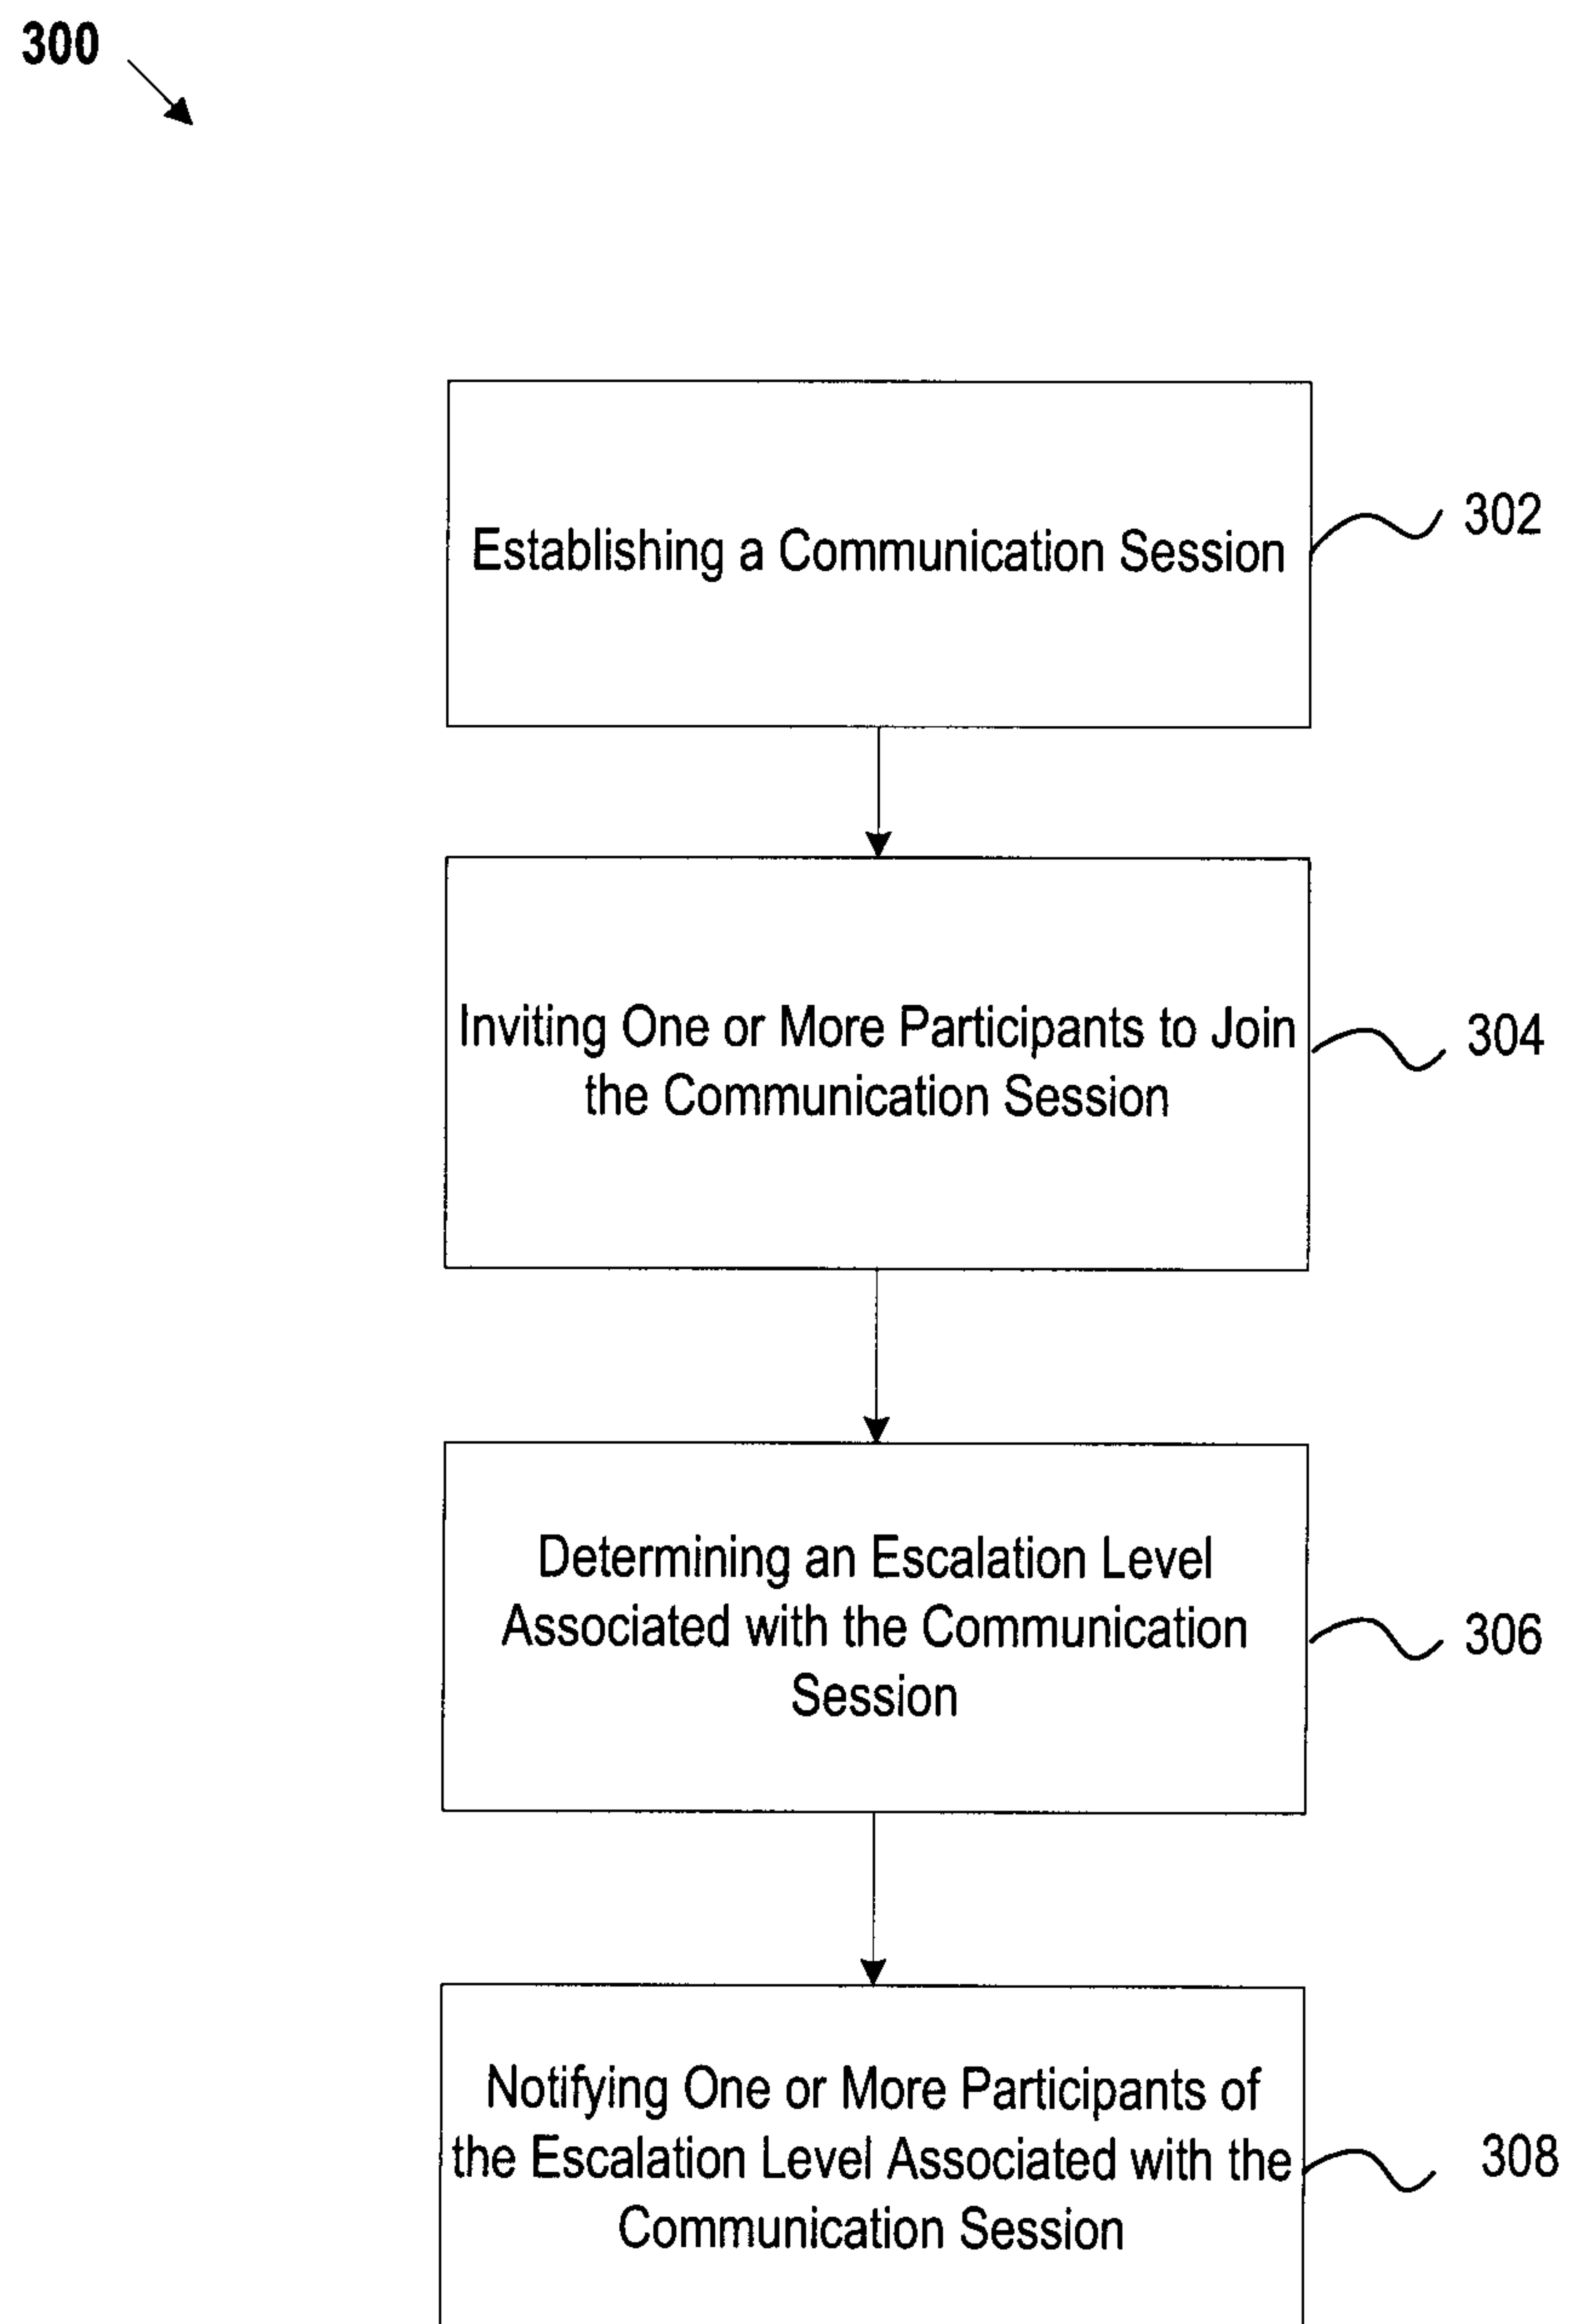 300
Establishing a Communication Session
302
Inviting One or More Participants to Join
the Communication Session
304
Determining an Escalation Level
Associated with the Communication
Session
306
Notifying One or More Participants of
the Escalation Level Associated with the
Communication Session
308